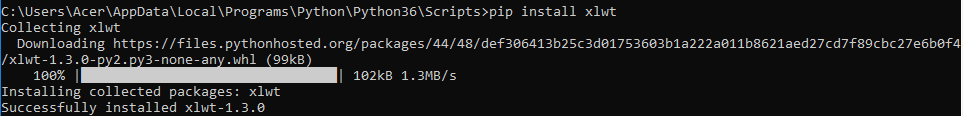 C:\Users\Acer\AppData\Local\Programs\Python\Python36\Scripts>pip install xlwt
Collecting xlwt
  Downloading https://files.pythonhosted.org/packages/44/48/def306413b25c3d01753603b1a222a011b8621aed27cd7f89cbc27e6b0f4
/xlwt-1.3.0-py2.py3-none-any.whl (99kB)
    100% |████████████████████████████████| 102kB 1.3MB/s
Installing collected packages: xlwt
Successfully installed xlwt-1.3.0